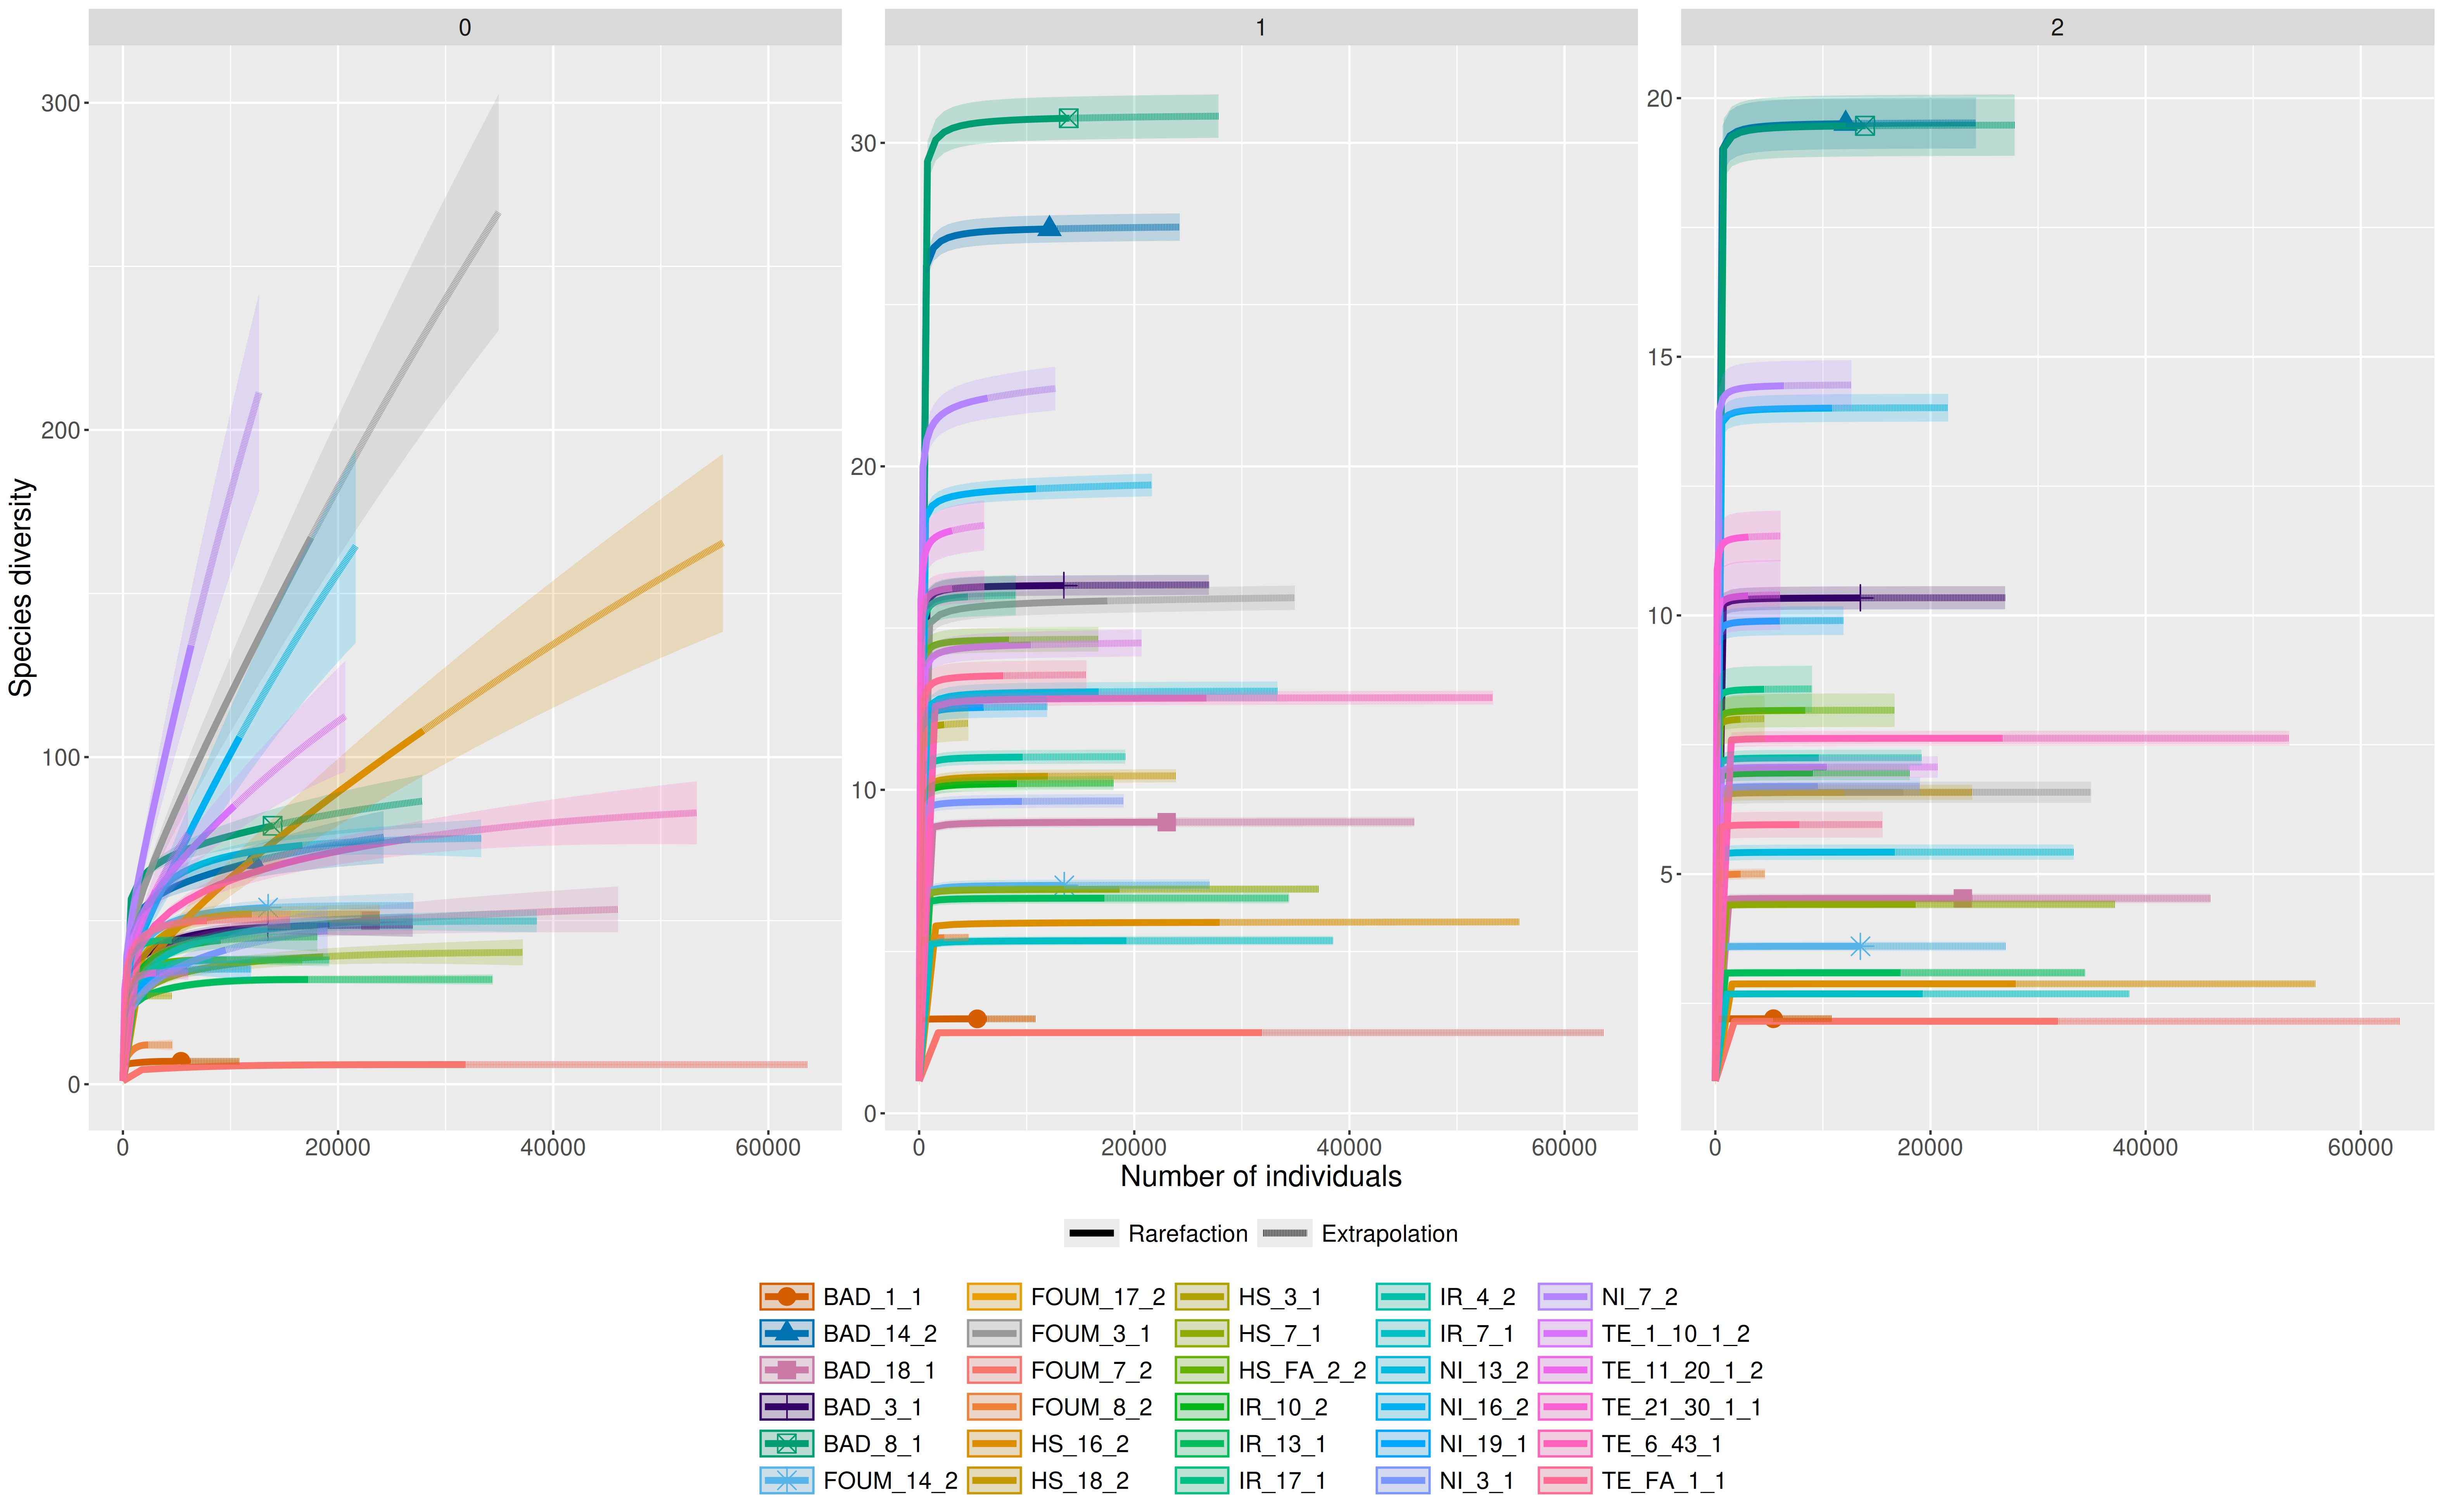 0 1 2
Species diversity
300
200
100
0
30
20
10
0
20
15
10
5
0 20000 40000 60000 0 20000 40000 60000 0 20000 40000 60000
Number of individuals
Rarefaction Extrapolation
BAD_1_1 FOUM_17_2 HS_3_1 IR_4_2 NI_7_2
BAD_14_2 FOUM_3_1 HS_7_1 IR_7_1 TE_1_10_1_2
BAD_18_1 FOUM_7_2 HS_FA_2_2 NI_13_2 TE_11_20_1_2
BAD_3_1 FOUM_8_2 IR_10_2 NI_16_2 TE_21_30_1_1
BAD_8_1 HS_16_2 IR_13_1 NI_19_1 TE_6_43_1
FOUM_14_2 HS_18_2 IR_17_1 NI_3_1 TE_FA_1_1